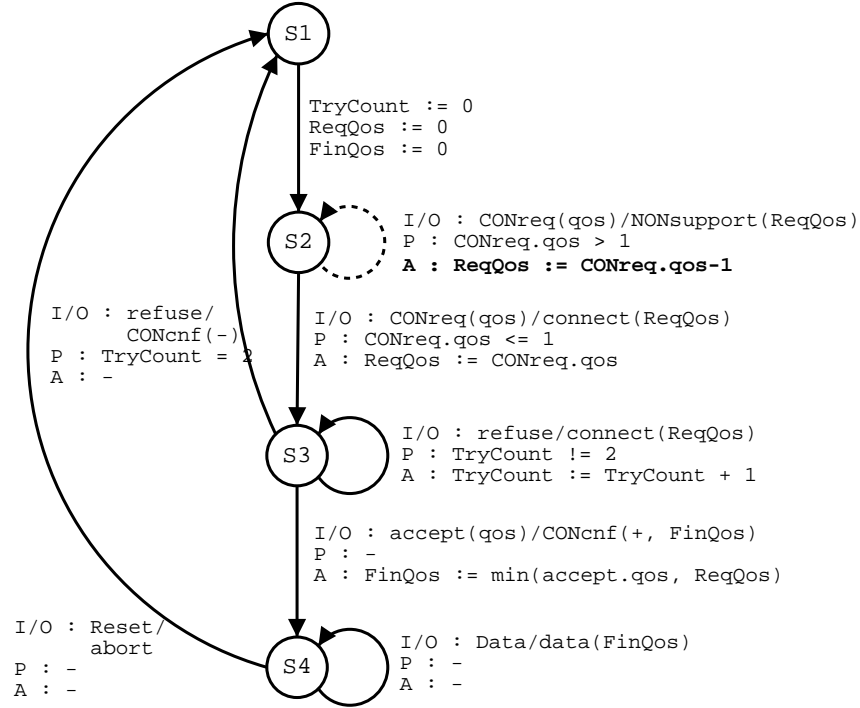 S1
TryCount := 0
ReqQos := 0
FinQos := 0
S2
I/O : CONreq(qos)/NONsupport(ReqQos)
P : CONreq.qos > 1
A : ReqQos := CONreq.qos-1
I/O : refuse/
CONcnf(-)
P : TryCount = 2
A : -
I/O : CONreq(qos)/connect(ReqQos)
P : CONreq.qos <= 1
A : ReqQos := CONreq.qos
S3
I/O : refuse/connect(ReqQos)
P : TryCount != 2
A : TryCount := TryCount + 1
I/O : accept(qos)/CONcnf(+, FinQos)
P : -
A : FinQos := min(accept.qos, ReqQos)
I/O : Reset/
abort
P : -
A : -
S4
I/O : Data/data(FinQos)
P : -
A : -